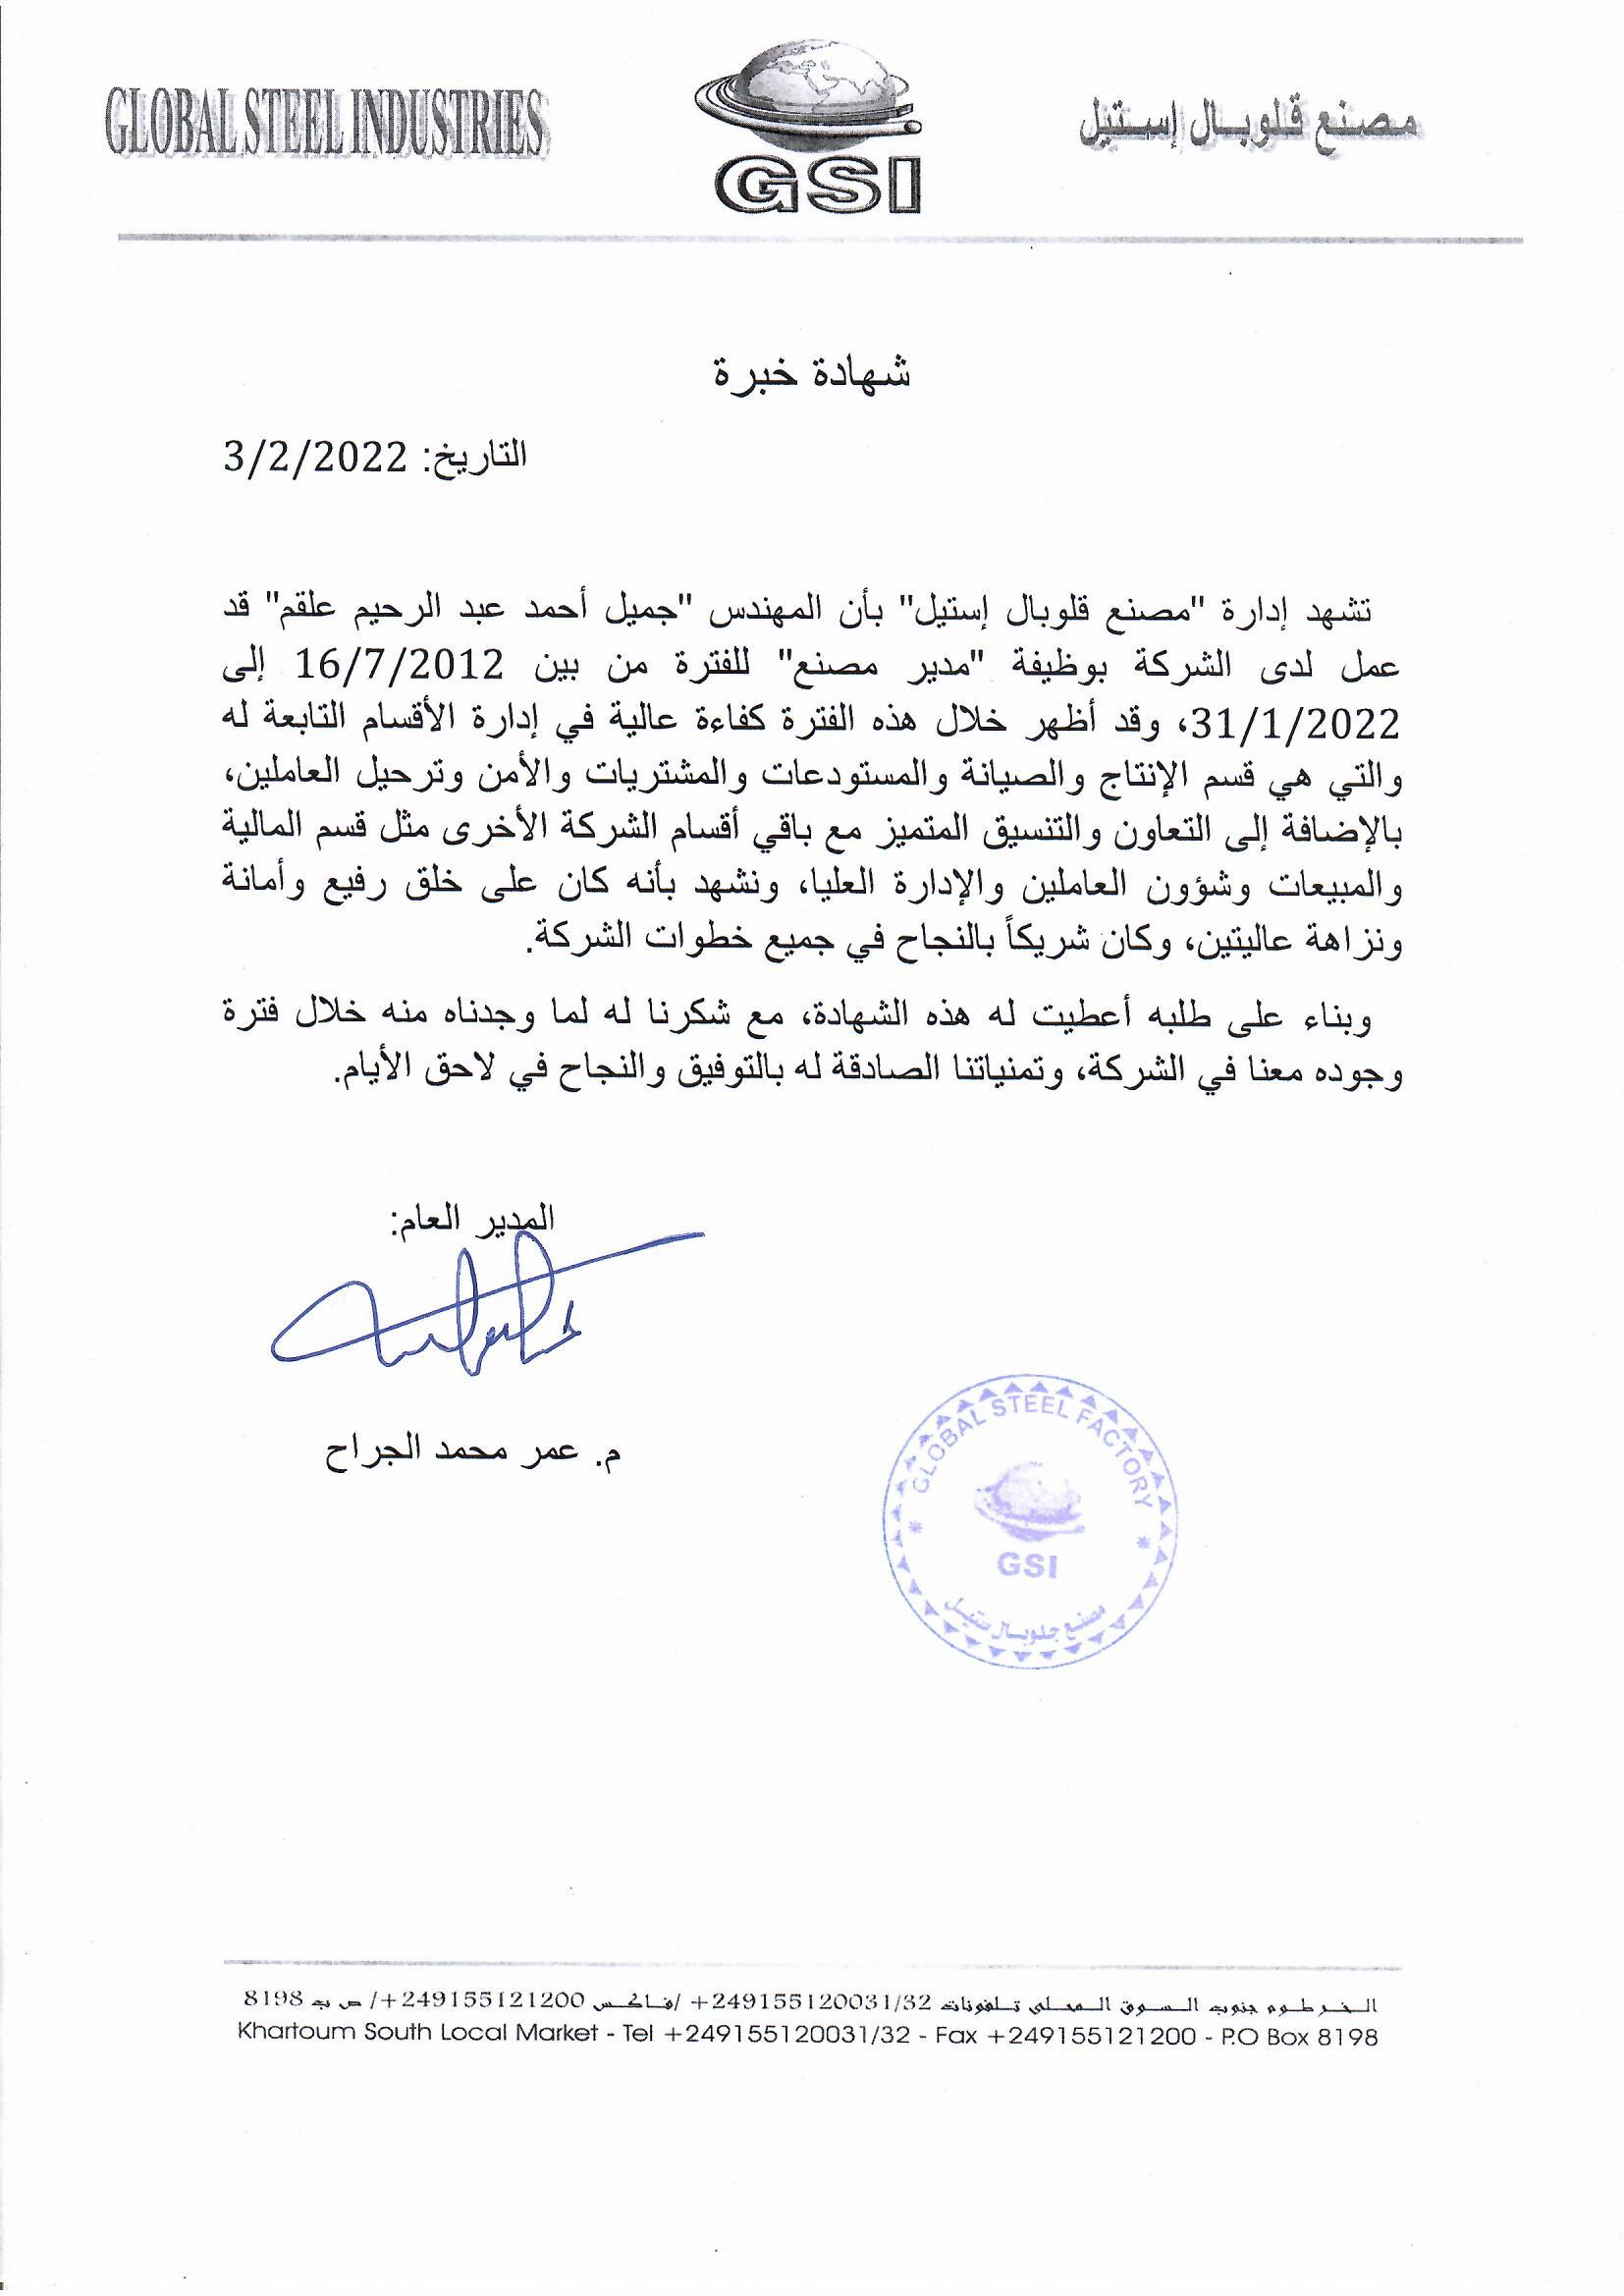 GLOBAL STEEL INDUSTRIES
GSI
مصنع قلوبال إستيل
شهادة خبرة
التاريخ: 3/2/2022
تشهد إدارة "مصنع قلوبال إستيل" بأن المهندس "جميل أحمد عبد الرحيم علقم" قد
عمل لدى الشركة بوظيفة "مدير مصنع" للفترة من بين 16/7/2012 إلى
31/1/2022، وقد أظهر خلال هذه الفترة كفاءة عالية في إدارة الأقسام التابعة له
والتي هي قسم الإنتاج والصيانة والمستودعات والمشتريات والأمن وترحيل العاملين،
بالإضافة إلى التعاون والتنسيق المتميز مع باقي أقسام الشركة الأخرى مثل قسم المالية
والمبيعات وشؤون العاملين والإدارة العليا، ونشهد بأنه كان على خلق رفيع وأمانة
ونزاهة عاليتين، وكان شريكاً بالنجاح في جميع خطوات الشركة.
وبناء على طلبه أعطيت له هذه الشهادة، مع شكرنا له لما وجدناه منه خلال فترة
وجوده معنا في الشركة، وتمنياتنا الصادقة له بالتوفيق والنجاح في لاحق الأيام.
المدير العام:
م. عمر محمد الجراح
GLOBAL STEEL FACTORY
GSI
مصنع جلوبال ستيل
الخرطوم جنوب السوق المحلى تلفونات 249155120031/32+ /فاكس 249155121200+/ ص ب 8198
Khartoum South Local Market - Tel +249155120031/32 - Fax +249155121200 - P.O Box 8198